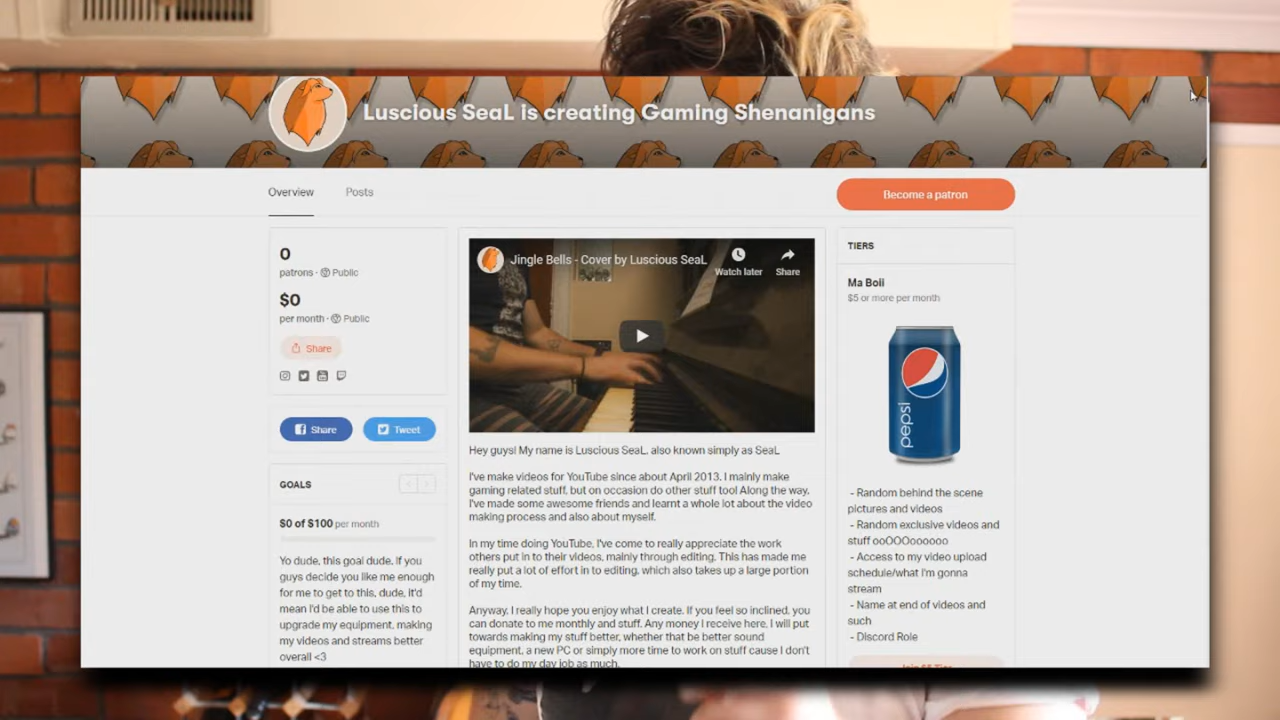 Luscious SeaL is creating Gaming Shenanigans
Overview
Posts
Become a patron
0
patrons · Public
$0
per month · Public
Share
Share
Tweet
GOALS
$0 of $100 per month
Yo dude, this goal dude. If you
guys decide you like me enough
for me to get to this, dude, it'd
mean I'd be able to use this to
upgrade my equipment, making
my videos and streams better
overall <3
Jingle Bells - Cover by Luscious SeaL
Watch later
Share
Hey guys! My name is Luscious SeaL, also known simply as SeaL
I've make videos for YouTube since about April 2013. I mainly make
gaming related stuff, but on occasion do other stuff too! Along the way,
I've made some awesome friends and learnt a whole lot about the video
making process and also about myself.
In my time doing YouTube, I've come to really appreciate the work
others put in to their videos, mainly through editing. This has made me
really put a lot of effort in to editing, which also takes up a large portion
of my time.
Anyway, I really hope you enjoy what I create. If you feel so inclined, you
can donate to me monthly and stuff. Any money I receive here, I will put
towards making my stuff better, whether that be better sound
equipment, a new PC or simply more time to work on stuff cause I don't
have to do my day job as much.
TIERS
Ma Boii
$5 or more per month
pepsi
- Random behind the scene
pictures and videos
- Random exclusive videos and
stuff ooOOOoooooo
- Access to my video upload
schedule/what I'm gonna
stream
- Name at end of videos and
such
- Discord Role
Join $5 Tier